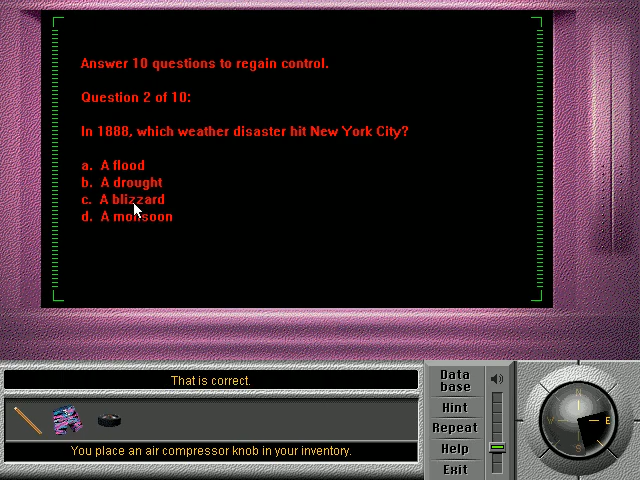 Answer 10 questions to regain control.
Question 2 of 10:
In 1888, which weather disaster hit New York City?
a. A flood
b. A drought
c. A blizzard
d. A monsoon
That is correct.
You place an air compressor knob in your inventory.
Data
base
Hint
Repeat
Help
Exit
N
W
E
S